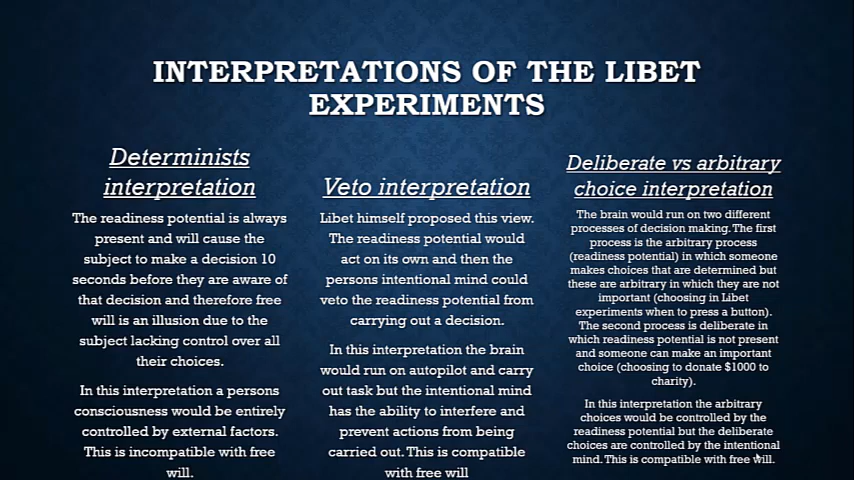 INTERPRETATIONS OF THE LIBET
EXPERIMENTS
Determinists
interpretation
The readiness potential is always
present and will cause the
subject to make a decision 10
seconds before they are aware of
that decision and therefore free
will is an illusion due to the
subject lacking control over all
their choices.
In this interpretation a persons
consciousness would be entirely
controlled by external factors.
This is incompatible with free
will.
Veto interpretation
Libet himself proposed this view.
The readiness potential would
act on its own and then the
persons intentional mind could
veto the readiness potential from
carrying out a decision.
In this interpretation the brain
would run on autopilot and carry
out task but the intentional mind
has the ability to interfere and
prevent actions from being
carried out. This is compatible
with free will
Deliberate vs arbitrary
choice interpretation
The brain would run on two different
processes of decision making. The first
process is the arbitrary process
(readiness potential) in which someone
makes choices that are determined but
these are arbitrary in which they are not
important (choosing in Libet
experiments when to press a button).
The second process is deliberate in
which readiness potential is not present
and someone can make an important
choice (choosing to donate $1000 to
charity).
In this interpretation the arbitrary
choices would be controlled by the
readiness potential but the deliberate
choices are controlled by the intentional
mind. This is compatible with free will.